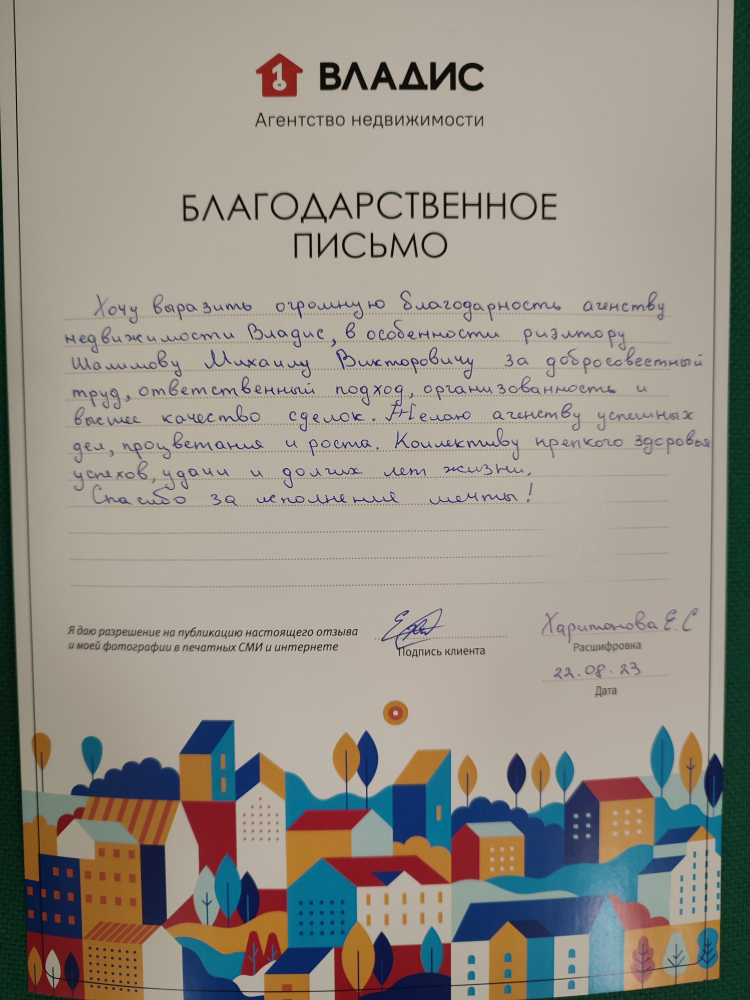 ВЛАДИС
Агентство недвижимости
БЛАГОДАРСТВЕННОЕ
ПИСЬМО
Хочу выразить огромную благодарность агенству
недвижимости Владис, в особенности риэлтору
Шалимову Михаилу Викторовичу за добросовестный
труд, ответственный подход, организованность и
высшее качество сделок. Желаю агенству успешных
дел, процветания и роста. Коллективу крепкого здоровья
успехов, удачи и долгих лет жизни.
Спасибо за исполнение мечты!
Я даю разрешение на публикацию настоящего отзыва
и моей фотографии в печатных СМИ и интернете
Подпись клиента
Харитонова Е.С
Расшифровка
22.08.23
Дата